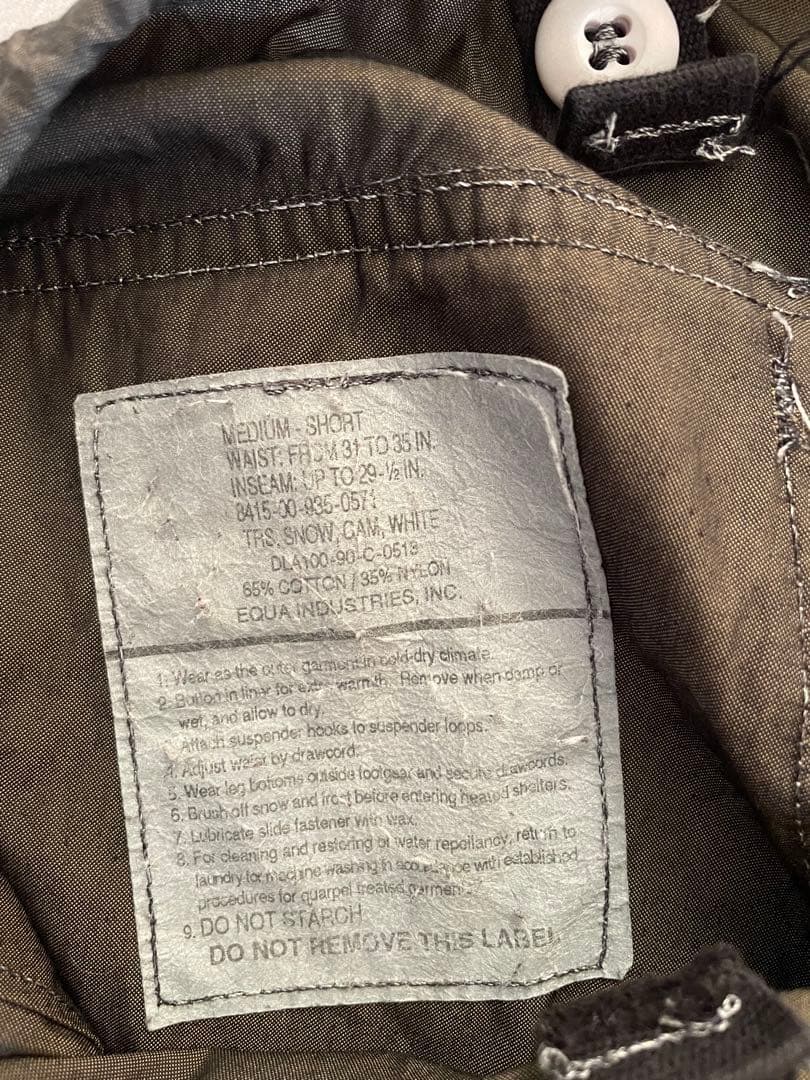 MEDIUM - SHORT
WAIST: FROM 31 TO 35 IN.
INSEAM: UP TO 29-½ IN.
8415-00-935-0571
TRS, SNOW, CAM, WHITE
DLA100-90-C-0513
65% COTTON / 35% NYLON
EQUA INDUSTRIES, INC.
1. Wear as the outer garment in cold-dry climate.
2. Button in liner for extra warmth. Remove when damp or
wet, and allow to dry.
Attach suspender hooks to suspender loops.
4. Adjust waist by drawcord.
5. Wear leg bottoms outside footgear and secure drawcords.
6. Brush off snow and frost before entering heated shelters.
7. Lubricate slide fastener with wax.
8. For cleaning and restoring of water repellancy, return to
laundry for machine washing in accordance with established
procedures for quarpel treated garments.
9. DO NOT STARCH
DO NOT REMOVE THIS LABEL